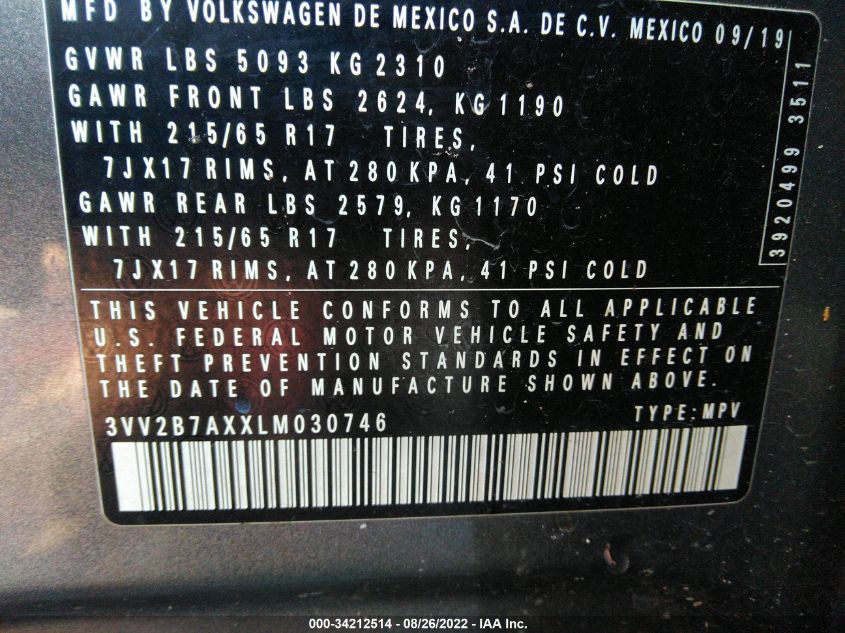 MFD BY VOLKSWAGEN DE MEXICO S.A. DE C.V. MEXICO 09/19
GVWR LBS 5093 KG 2310
GAWR FRONT LBS 2624, KG 1190
WITH 215/65 R17 TIRES,
7JX17 RIMS, AT 280 KPA, 41 PSI COLD
GAWR REAR LBS 2579, KG 1170
WITH 215/65 R17 TIRES,
7JX17 RIMS, AT 280 KPA, 41 PSI COLD
3920499 3511
THIS VEHICLE CONFORMS TO ALL APPLICABLE
U.S. FEDERAL MOTOR VEHICLE SAFETY AND
THEFT PREVENTION STANDARDS IN EFFECT ON
THE DATE OF MANUFACTURE SHOWN ABOVE.
3VV2B7AXXLM030746 TYPE: MPV
000-34212514 - 08/26/2022 - IAA Inc.